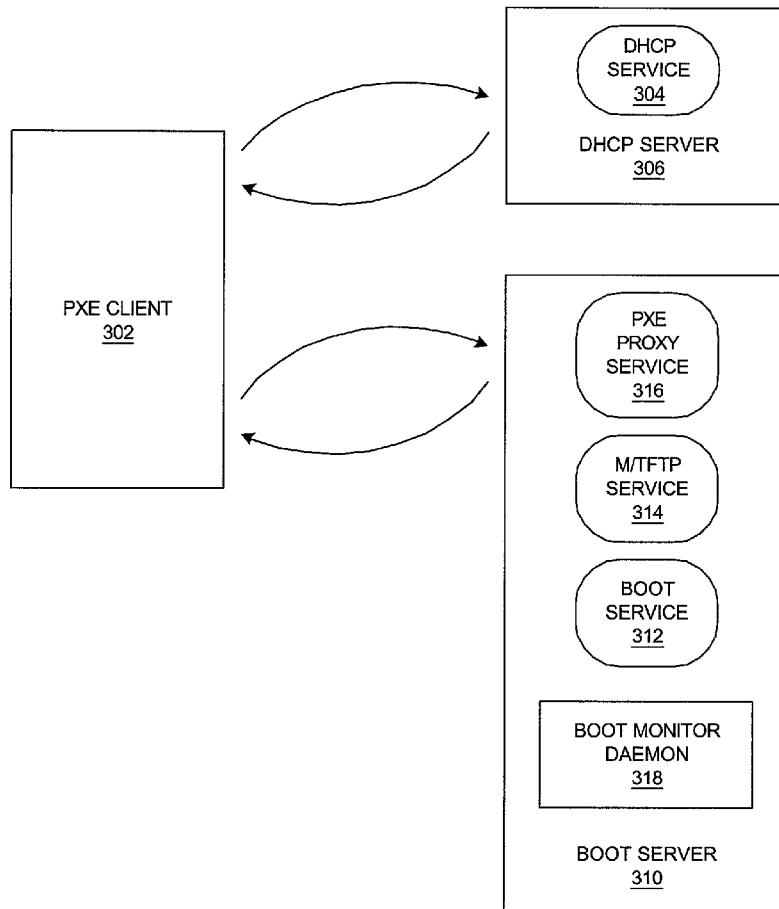 DHCP
SERVICE
304
DHCP SERVER
306
PXE CLIENT
302
PXE
PROXY
SERVICE
316
M/TFTP
SERVICE
314
BOOT
SERVICE
312
BOOT MONITOR
DAEMON
318
BOOT SERVER
310